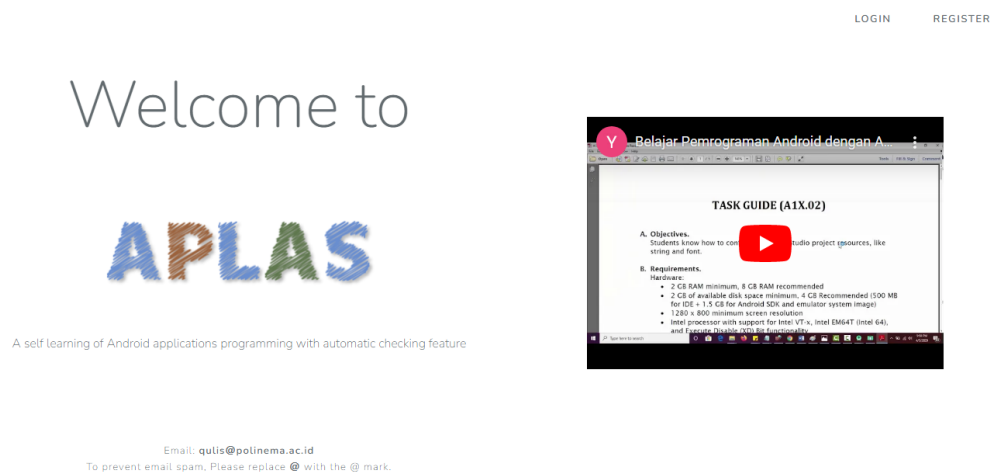 LOGIN REGISTER
Welcome to
APLAS
A self learning of Android applications programming with automatic checking feature
Email: qulis@polinema.ac.id
To prevent email spam, Please replace @ with the @ mark.
Y Belajar Pemrograman Android dengan A...
TASK GUIDE (A1X.02)
A. Objectives.
Students know how to con tudio project resources, like
string and font.
B. Requirements.
Hardware:
• 2 GB RAM minimum, 8 GB RAM recommended
• 2 GB of available disk space minimum, 4 GB Recommended (500 MB
for IDE + 1.5 GB for Android SDK and emulator system image)
• 1280 x 800 minimum screen resolution
• Intel processor with support for Intel VT-x, Intel EM64T (Intel 64),
and Execute Disable (XD) Bit functionality
Type here to search